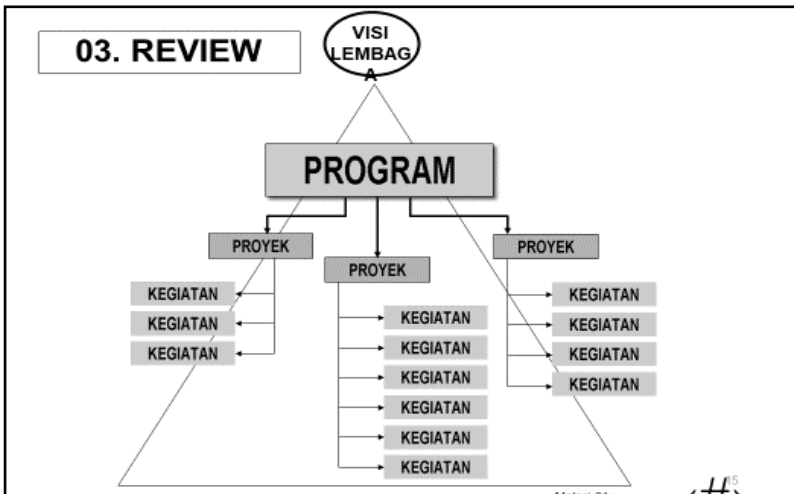 03. REVIEW
VISI
LEMBAG
A
PROGRAM
PROYEK
PROYEK
PROYEK
KEGIATAN
KEGIATAN
KEGIATAN
KEGIATAN
KEGIATAN
KEGIATAN
KEGIATAN
KEGIATAN
KEGIATAN
KEGIATAN
KEGIATAN
KEGIATAN
KEGIATAN
(#)
15